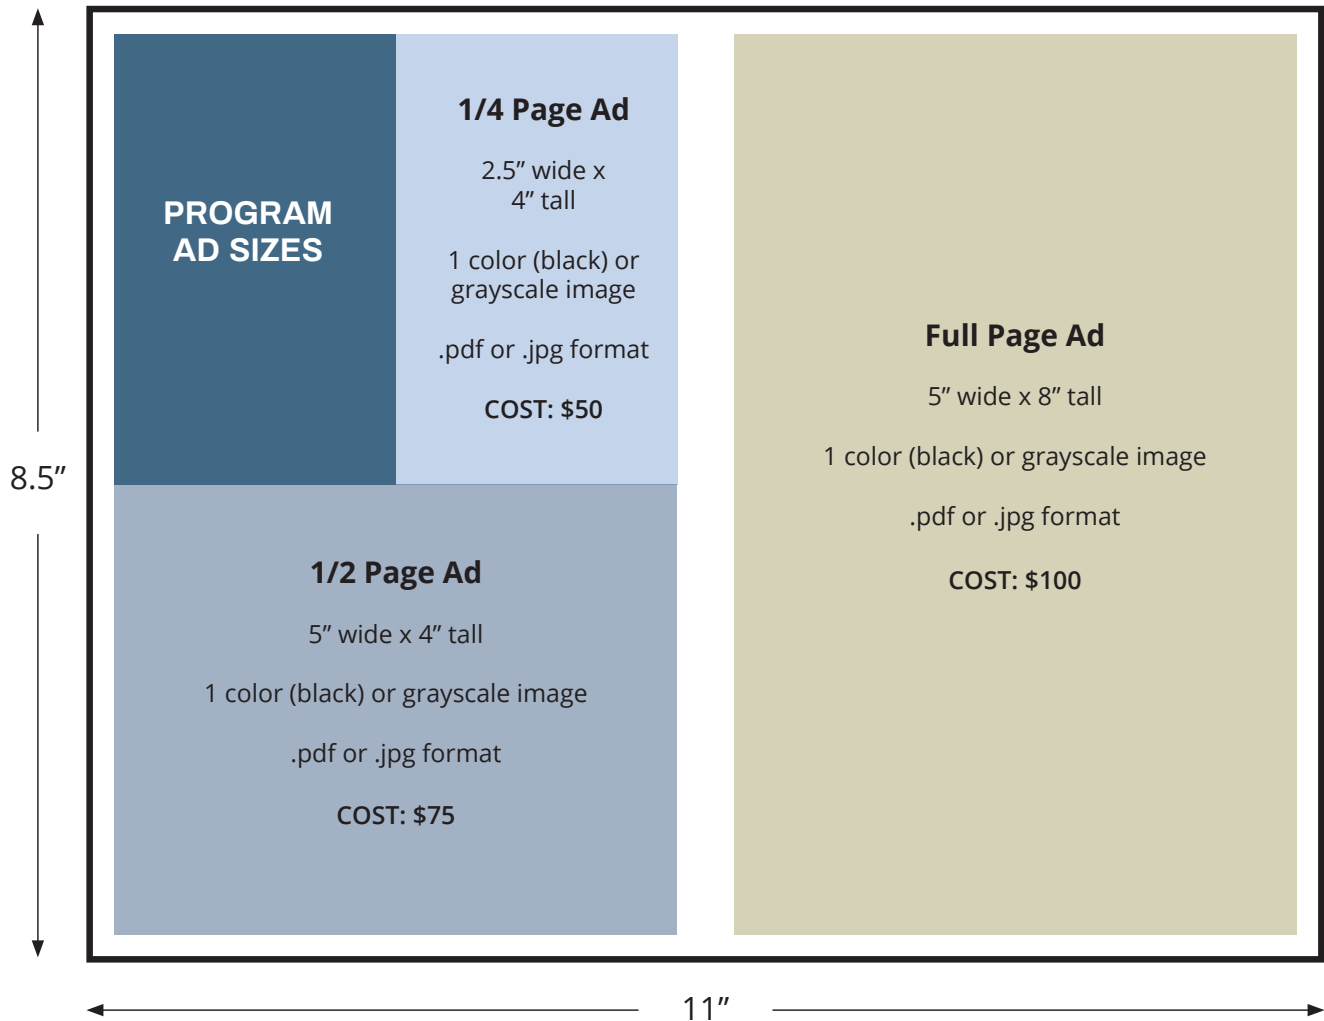 PROGRAM
AD SIZES
1/4 Page Ad
2.5” wide x
4” tall
1 color (black) or
grayscale image
.pdf or .jpg format
COST: $50
1/2 Page Ad
5” wide x 4” tall
1 color (black) or grayscale image
.pdf or .jpg format
COST: $75
Full Page Ad
5” wide x 8” tall
1 color (black) or grayscale image
.pdf or .jpg format
COST: $100
8.5”
11”